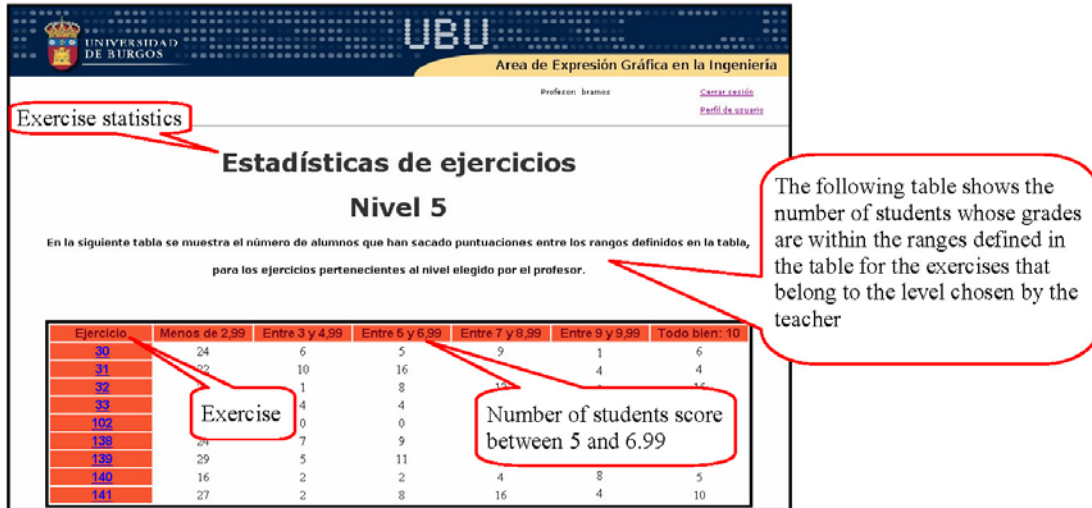 UNIVERSIDAD
DE BURGOS
UBU
Area de Expresión Gráfica en la Ingeniería
Profesor: bramos
Cerrar sesión
Perfil de usuario
Exercise statistics
Estadísticas de ejercicios
Nivel 5
En la siguiente tabla se muestra el número de alumnos que han sacado puntuaciones entre los rangos definidos en la tabla,
para los ejercicios pertenecientes al nivel elegido por el profesor.
The following table shows the
number of students whose grades
are within the ranges defined in
the table for the exercises that
belong to the level chosen by the
teacher
Ejercicio Menos de 2,99 Entre 3 y 4,99 Entre 5 y 6,99 Entre 7 y 8,99 Entre 9 y 9,99 Todo bien: 10
30 24 6 5 9 1 6
31 22 10 16 4 4
32 1 8
33 4 4
102 0 0
138 24 7 9
139 29 5 11
140 16 2 2 4 8 5
141 27 2 8 16 4 10
Exercise
Number of students score
between 5 and 6.99